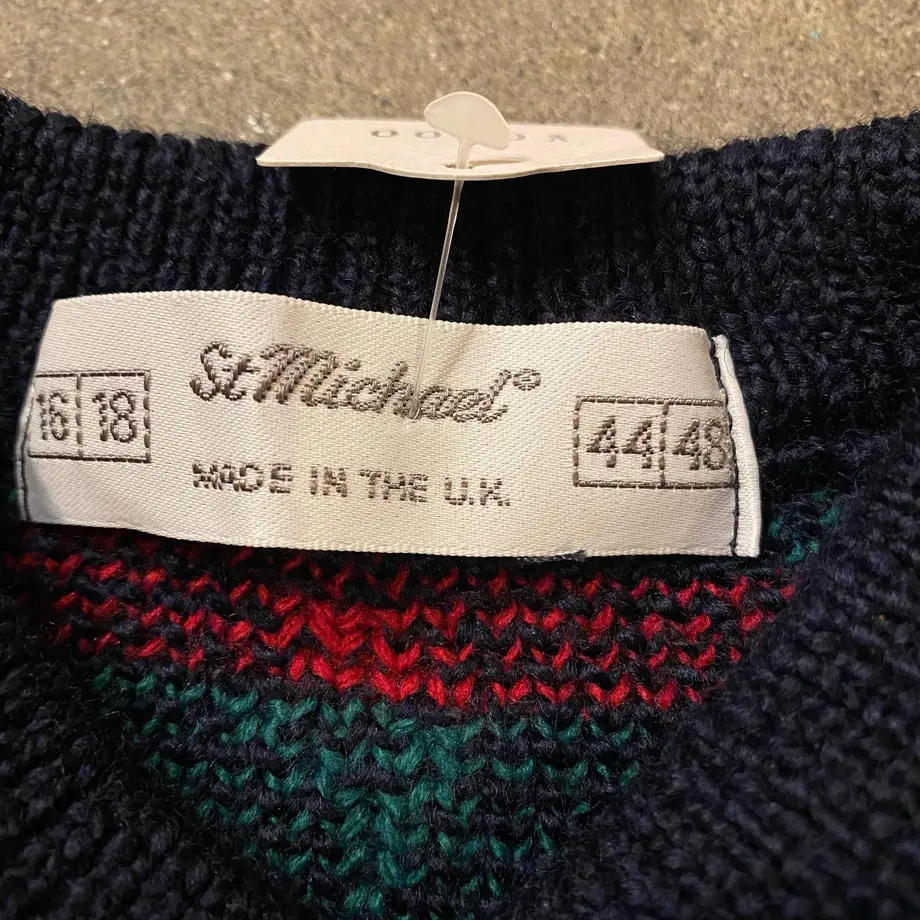 16 18
St Michael®
MADE IN THE U.K.
44 48